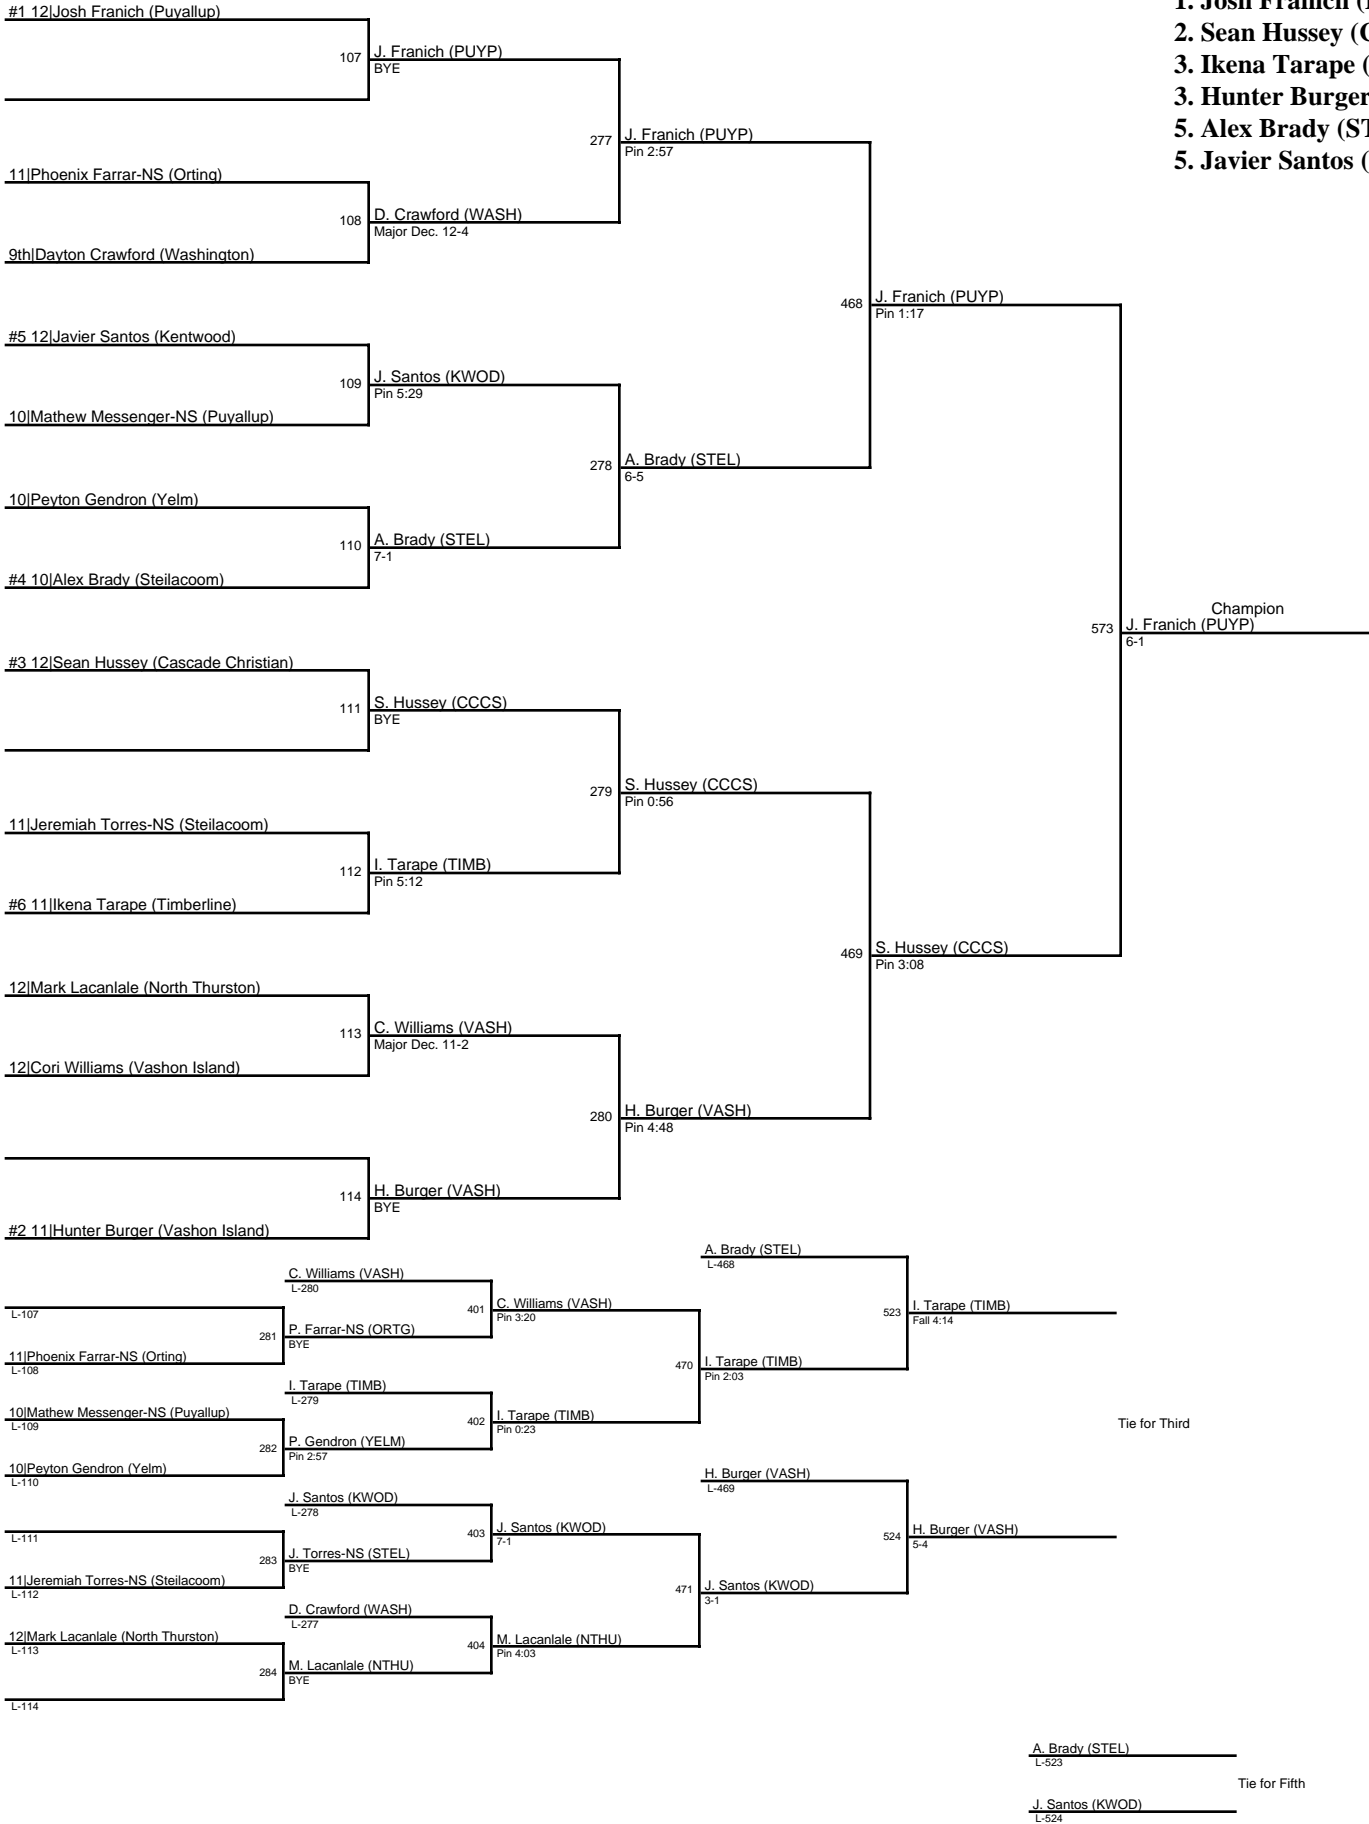 1. Josh Franich (
2. Sean Hussey (
3. Ikena Tarape (
3. Hunter Burger
5. Alex Brady (ST
5. Javier Santos (
#1 12|Josh Franich (Puyallup)
107
J. Franich (PUYP)
BYE
277
J. Franich (PUYP)
Pin 2:57
11|Phoenix Farrar-NS (Orting)
108
D. Crawford (WASH)
Major Dec. 12-4
9th|Dayton Crawford (Washington)
468
J. Franich (PUYP)
Pin 1:17
#5 12|Javier Santos (Kentwood)
109
J. Santos (KWOD)
Pin 5:29
10|Mathew Messenger-NS (Puyallup)
278
A. Brady (STEL)
6-5
10|Peyton Gendron (Yelm)
110
A. Brady (STEL)
7-1
#4 10|Alex Brady (Steilacoom)
Champion
573
J. Franich (PUYP)
6-1
#3 12|Sean Hussey (Cascade Christian)
111
S. Hussey (CCCS)
BYE
279
S. Hussey (CCCS)
Pin 0:56
11|Jeremiah Torres-NS (Steilacoom)
112
I. Tarape (TIMB)
Pin 5:12
#6 11|Ikena Tarape (Timberline)
469
S. Hussey (CCCS)
Pin 3:08
12|Mark Lacanlale (North Thurston)
113
C. Williams (VASH)
Major Dec. 11-2
12|Cori Williams (Vashon Island)
280
H. Burger (VASH)
Pin 4:48
114
H. Burger (VASH)
BYE
#2 11|Hunter Burger (Vashon Island)
A. Brady (STEL)
L-468
C. Williams (VASH)
L-280
401
C. Williams (VASH)
Pin 3:20
523
I. Tarape (TIMB)
Fall 4:14
L-107
281
P. Farrar-NS (ORTG)
BYE
11|Phoenix Farrar-NS (Orting)
L-108
470
I. Tarape (TIMB)
Pin 2:03
I. Tarape (TIMB)
L-279
10|Mathew Messenger-NS (Puyallup)
L-109
402
I. Tarape (TIMB)
Pin 0:23
Tie for Third
282
P. Gendron (YELM)
Pin 2:57
10|Peyton Gendron (Yelm)
L-110
H. Burger (VASH)
L-469
J. Santos (KWOD)
L-278
403
J. Santos (KWOD)
7-1
524
H. Burger (VASH)
5-4
L-111
283
J. Torres-NS (STEL)
BYE
11|Jeremiah Torres-NS (Steilacoom)
L-112
471
J. Santos (KWOD)
3-1
D. Crawford (WASH)
L-277
12|Mark Lacanlale (North Thurston)
L-113
404
M. Lacanlale (NTHU)
Pin 4:03
284
M. Lacanlale (NTHU)
BYE
L-114
A. Brady (STEL)
L-523
Tie for Fifth
J. Santos (KWOD)
L-524